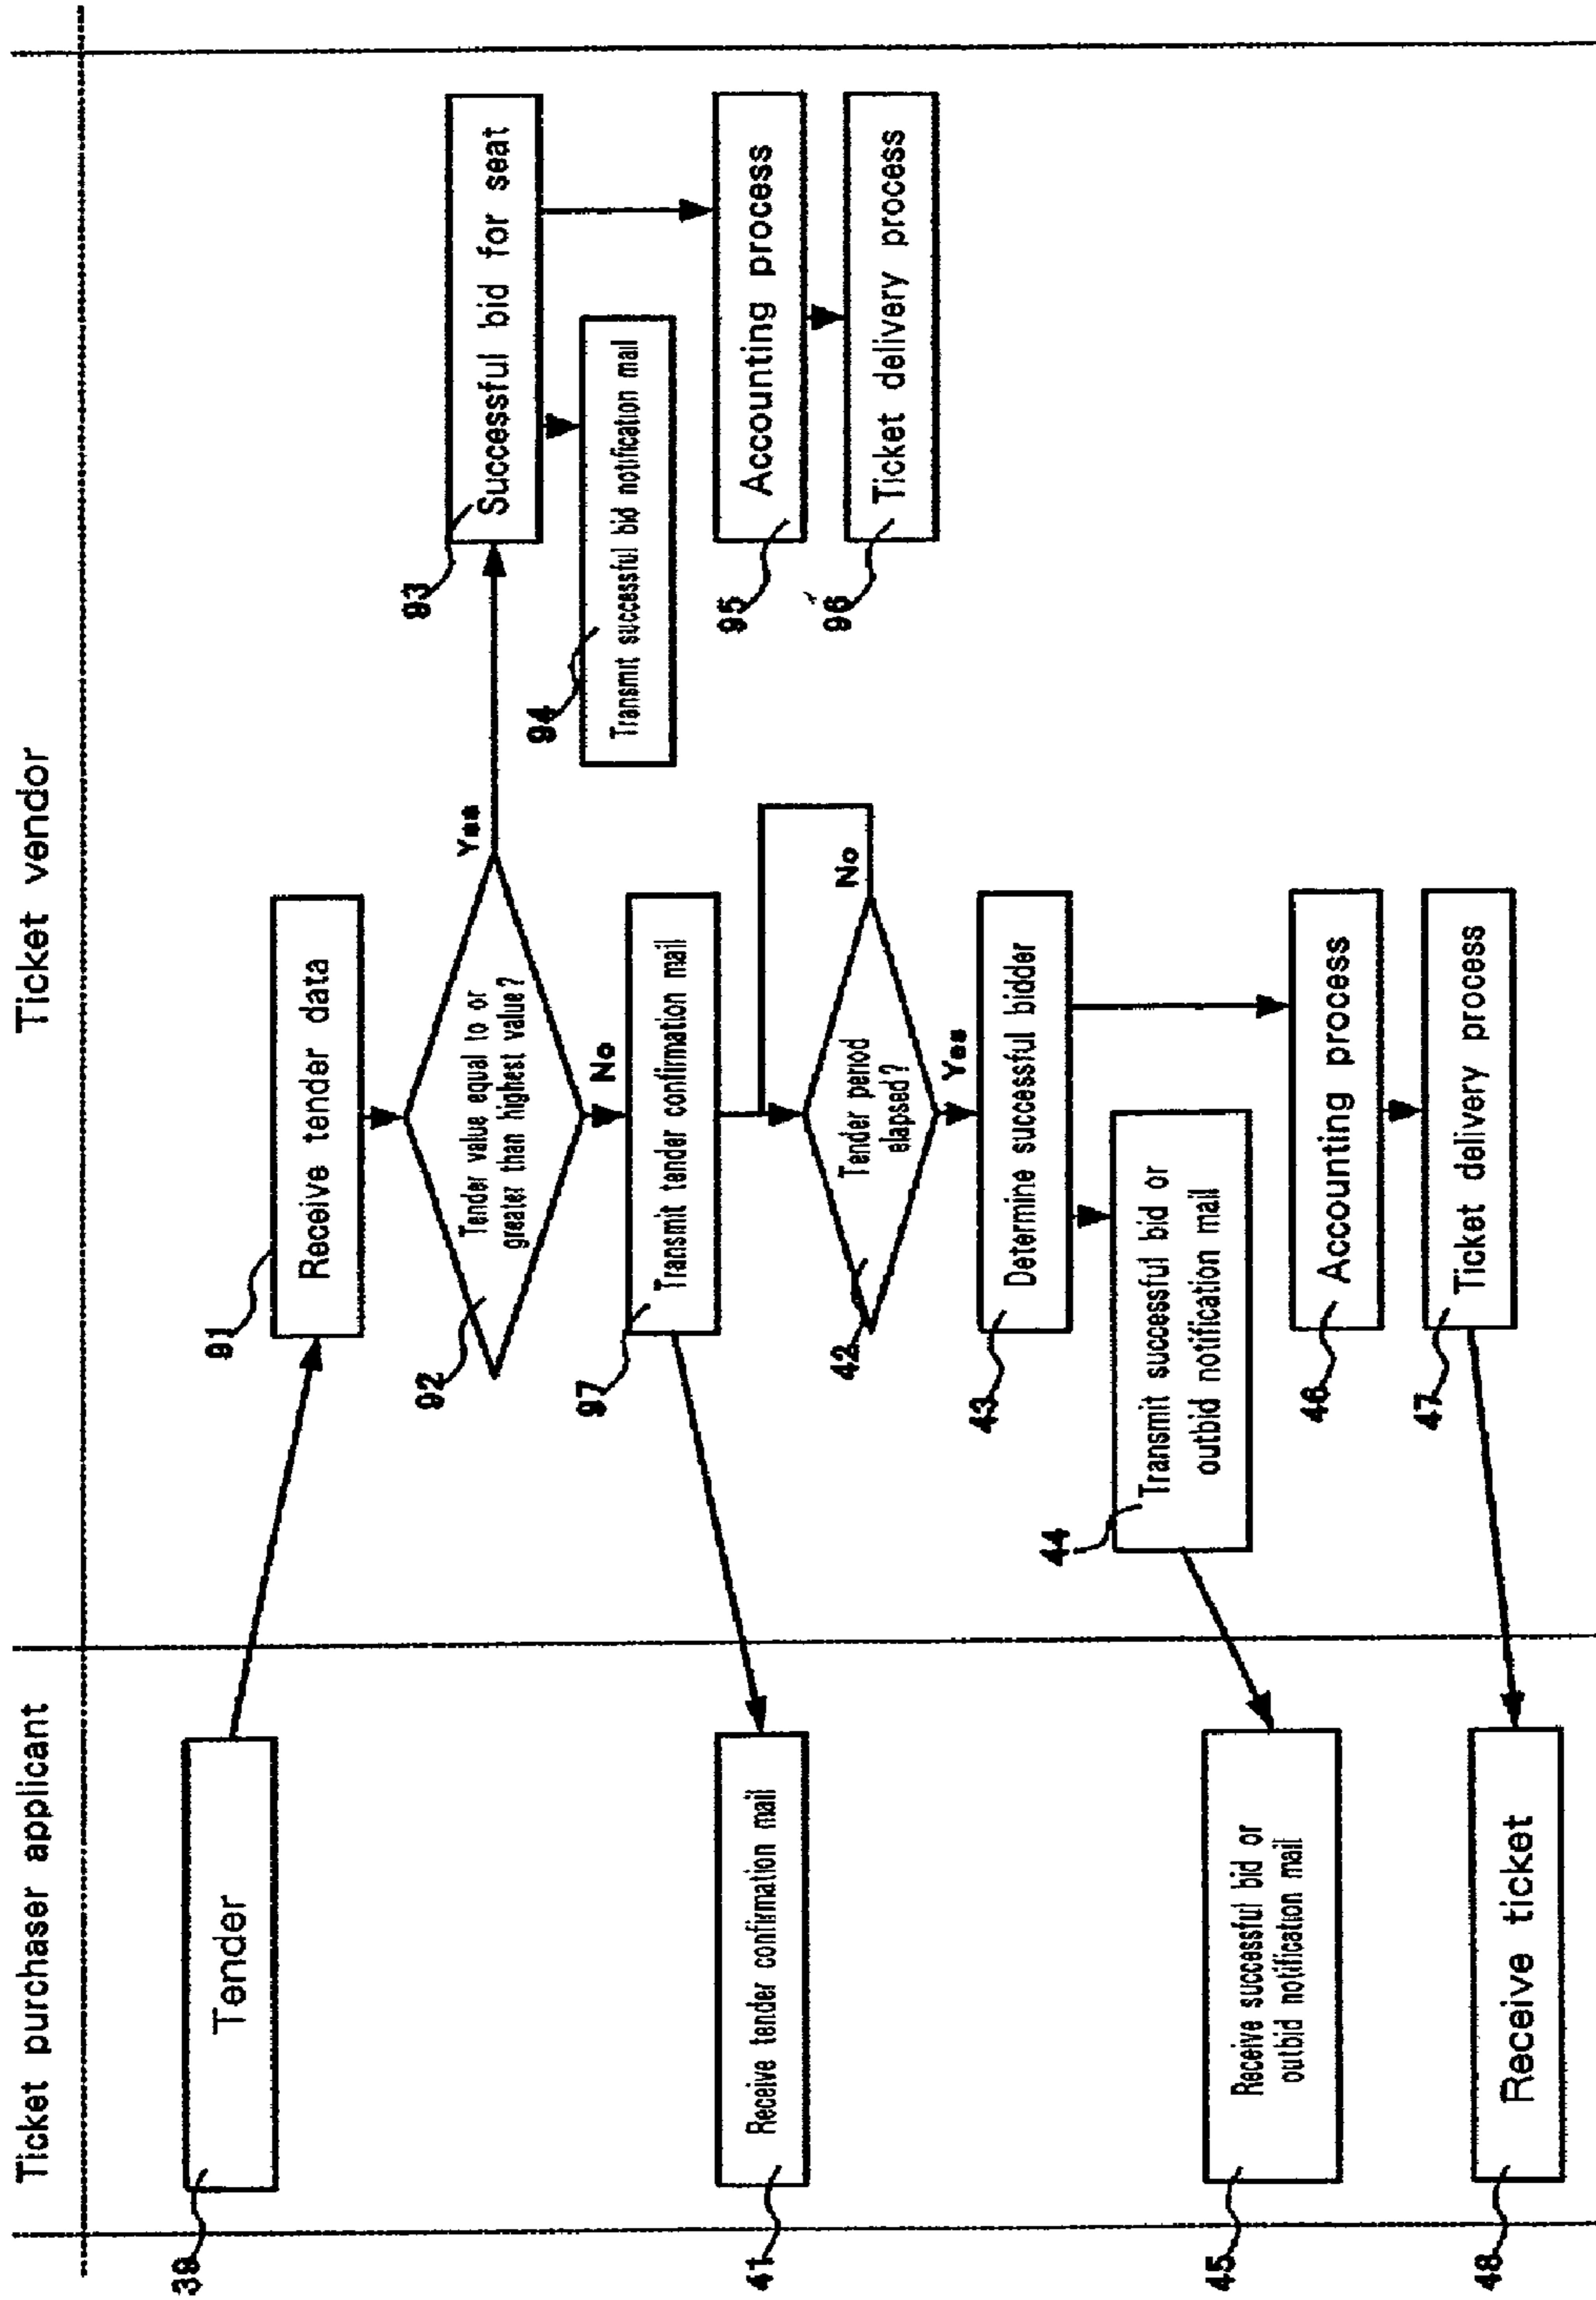 Ticket purchaser applicant
Ticket vendor
39
Tender
91
Receive tender data
92
Tender value equal to or
greater than highest value?
Yes
No
93
Successful bid for seat
94
Transmit successful bid notification mail
95
Accounting process
96
Ticket delivery process
97
Transmit tender confirmation mail
41
Receive tender confirmation mail
42
Tender period
elapsed?
No
Yes
43
Determine successful bidder
44
Transmit successful bid or
outbid notification mail
45
Receive successful bid or
outbid notification mail
46
Accounting process
47
Ticket delivery process
48
Receive ticket